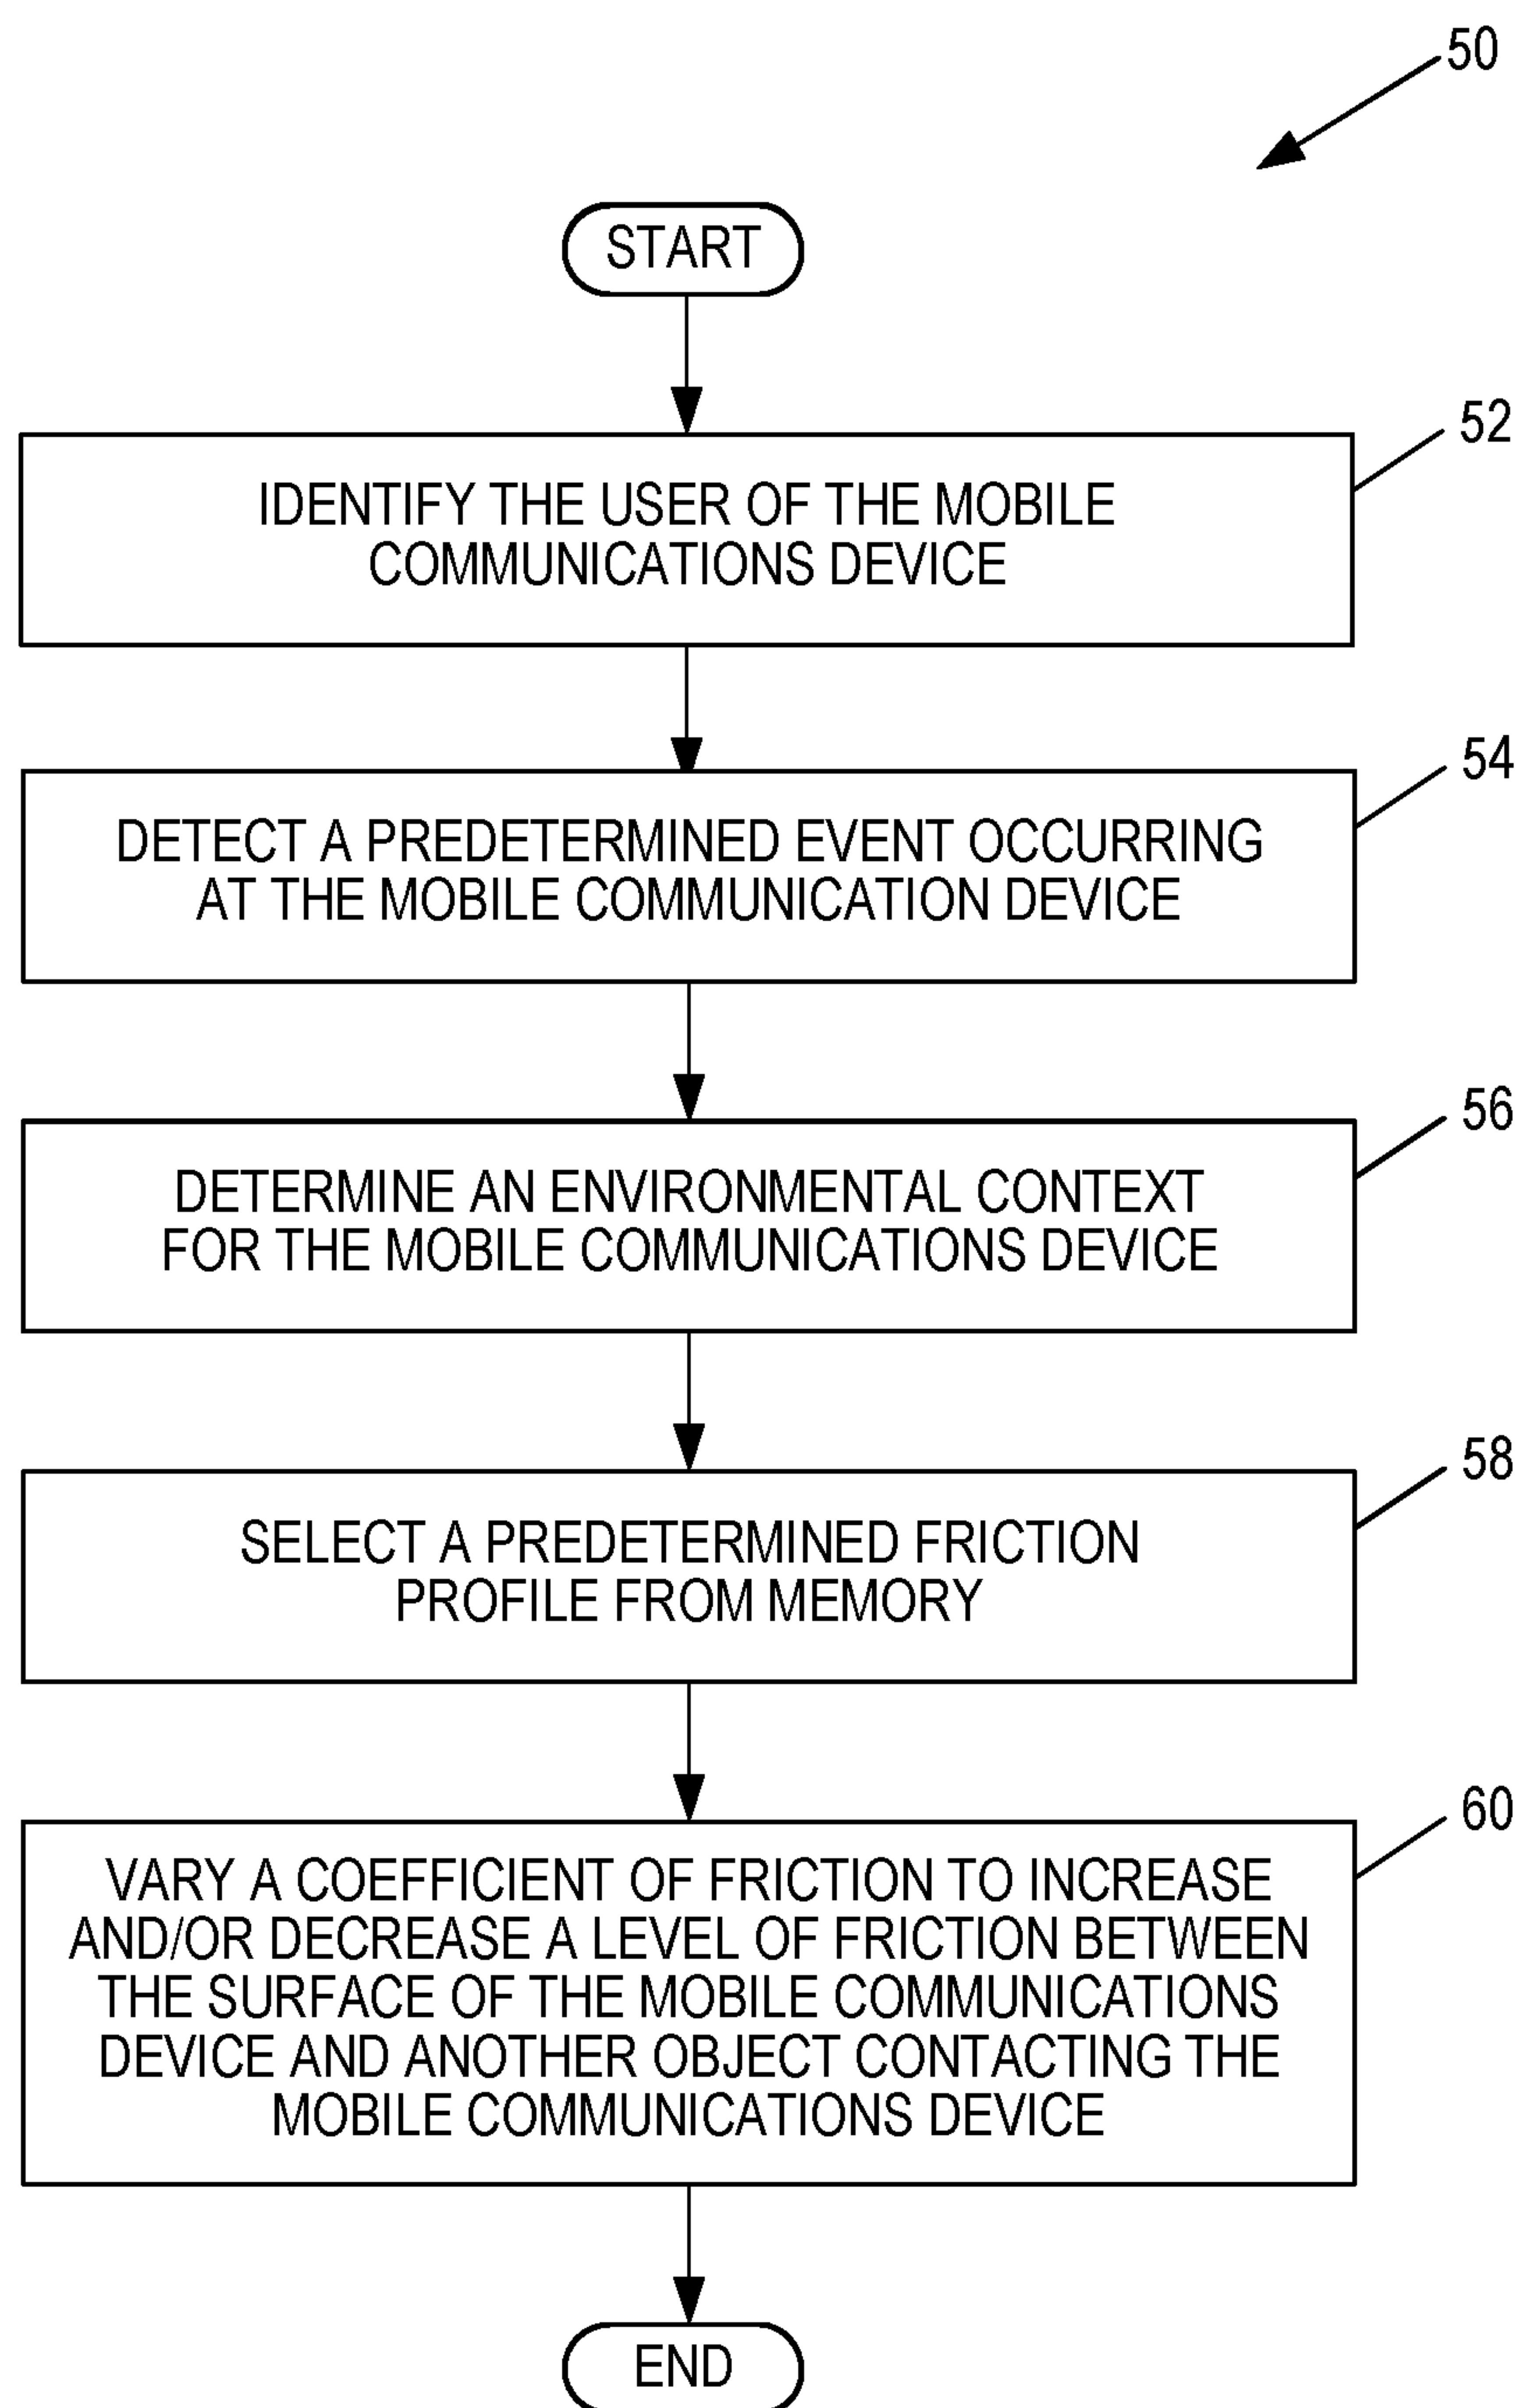 50
START
52
IDENTIFY THE USER OF THE MOBILE
COMMUNICATIONS DEVICE
54
DETECT A PREDETERMINED EVENT OCCURRING
AT THE MOBILE COMMUNICATION DEVICE
56
DETERMINE AN ENVIRONMENTAL CONTEXT
FOR THE MOBILE COMMUNICATIONS DEVICE
58
SELECT A PREDETERMINED FRICTION
PROFILE FROM MEMORY
60
VARY A COEFFICIENT OF FRICTION TO INCREASE
AND/OR DECREASE A LEVEL OF FRICTION BETWEEN
THE SURFACE OF THE MOBILE COMMUNICATIONS
DEVICE AND ANOTHER OBJECT CONTACTING THE
MOBILE COMMUNICATIONS DEVICE
END